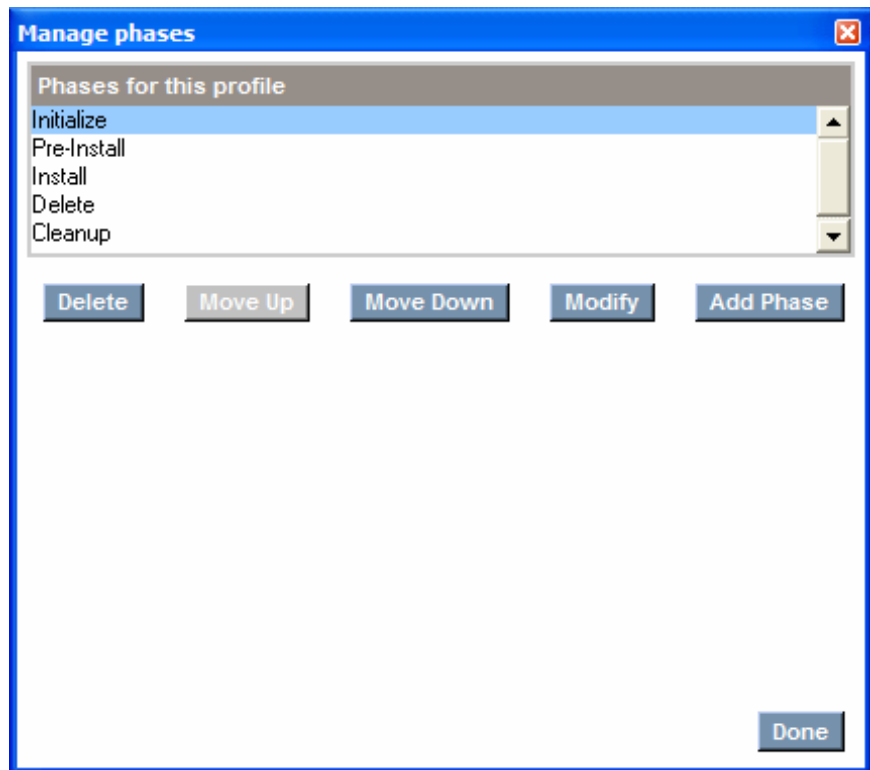 Manage phases
Phases for this profile
Initialize
Pre-Install
Install
Delete
Cleanup
Delete Move Up Move Down Modify Add Phase
Done